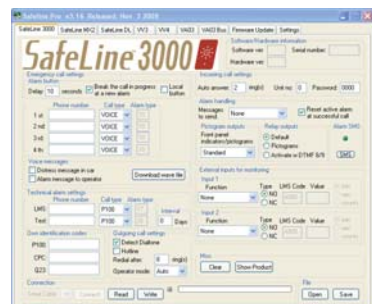 Safeline Pro v3.16 Released: Nov 3 2009
SafeLine 3000 SafeLine MX2 SafeLine DL VV3 VV4 VA03 VA03 Bus Firmware Update Settings
SafeLine 3000
Software/Hardware information
Software ver. Serial number:
Hardware ver.
Emergency call settings
Alarm button
Delay 10 seconds Break the call in progress at a new alarm Local button
Phone number Call type Alarm type
1 st VOICE
2 nd VOICE
VOICE
4 th VOICE
Voice messages
Distress message in car
Alarm message to operator
Download wave file
Technical alarm settings
Phone number Call type Alarm type
LMS: P100 Interval
Test: P100 0 Days
Own identification codes
P100:
CPC:
Q23:
Outgoing call settings
Detect Dialtone
Hotline
Redial after: 8 ring(s)
Operator mode: Auto
Connection
Connect Read Write
Incoming call settings
Auto answer 2 ring(s) Unit no: 0 Password: 0000
Alarm handling
Messages to send None Reset active alarm at successful call
Pictogram outputs
Front panel indicators/pictograms
Standard
Relay outputs
Default
Pictograms
Activate in DTMF 8/9
Alarm SMS
SMS
External inputs for monitoring
Input 1
Function Type LMS Code Value
None NO
NC
Input 2
Function Type LMS Code Value
None NO
NC
Misc
Clear Show Product
File
Open Save